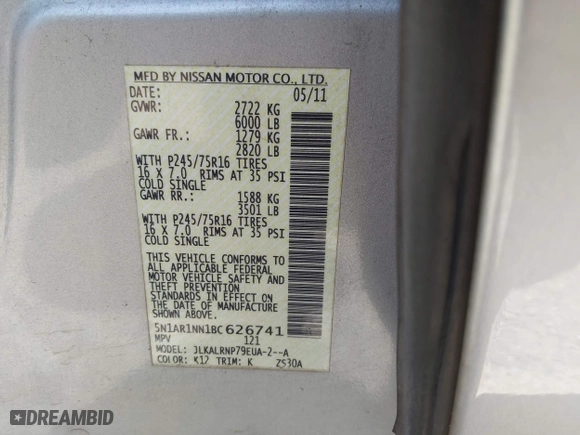 MFD BY NISSAN MOTOR CO., LTD.
DATE: 05/11
GVWR: 2722 KG
6000 LB
GAWR FR.: 1279 KG
2820 LB
WITH P245/75R16 TIRES
16 X 7.0 RIMS AT 35 PSI
COLD SINGLE
GAWR RR.: 1588 KG
3501 LB
WITH P245/75R16 TIRES
16 X 7.0 RIMS AT 35 PSI
COLD SINGLE
THIS VEHICLE CONFORMS TO
ALL APPLICABLE FEDERAL
MOTOR VEHICLE SAFETY AND
THEFT PREVENTION
STANDARDS IN EFFECT ON
THE DATE OF MANUFACTURE
SHOWN ABOVE.
5N1AR1NN1BC626741
MPV 121
MODEL: JLKALRNP79EUA-2--A
COLOR: K12 TRIM: K ZS30A
DREAMBID